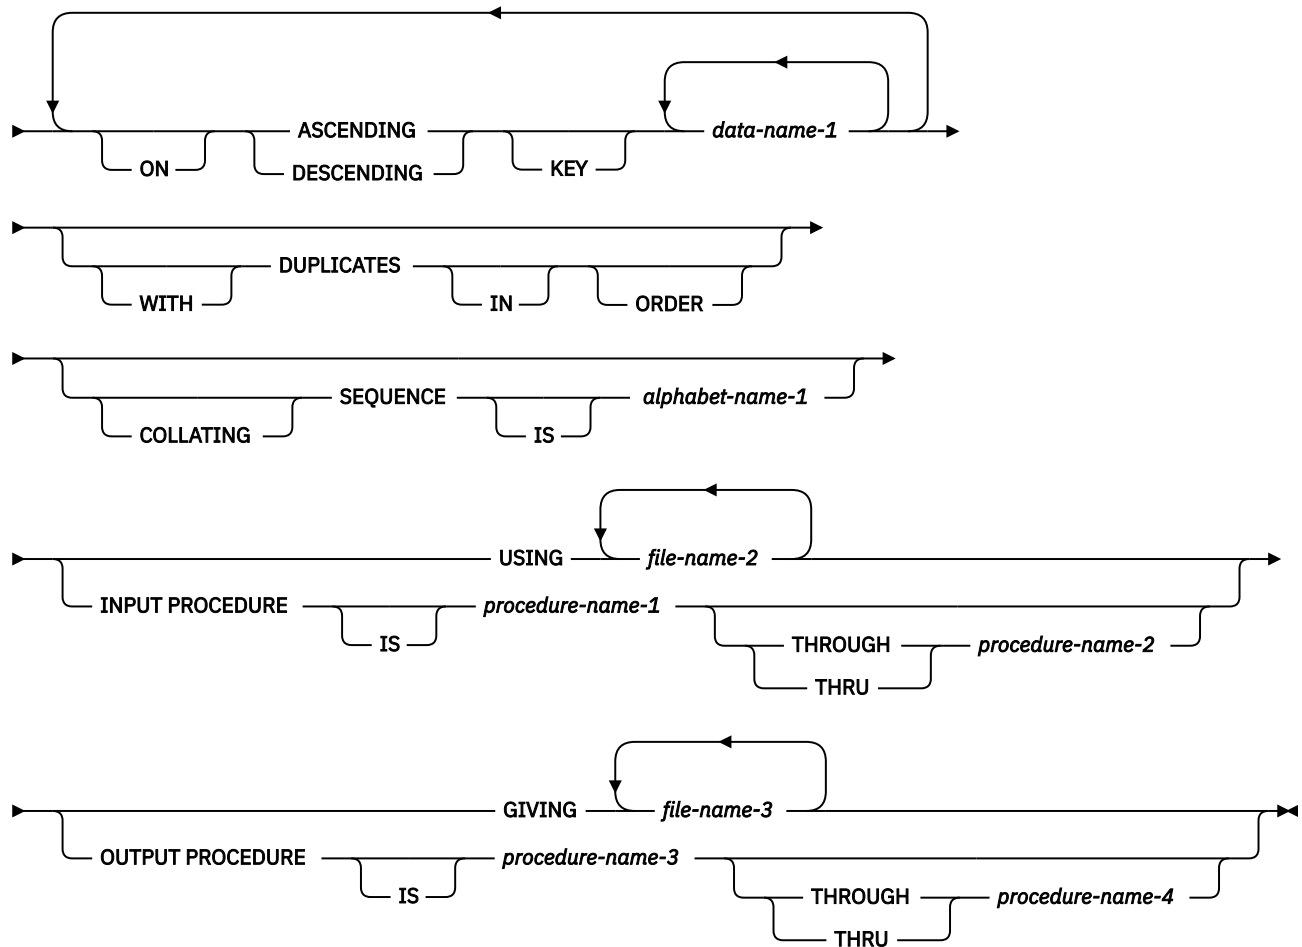 ASCENDING data-name-1
ON DESCENDING KEY
DUPLICATES
WITH IN ORDER
SEQUENCE alphabet-name-1
COLLATING IS
USING file-name-2
INPUT PROCEDURE procedure-name-1
IS THROUGH procedure-name-2
THRU
GIVING file-name-3
OUTPUT PROCEDURE procedure-name-3
IS THROUGH procedure-name-4
THRU